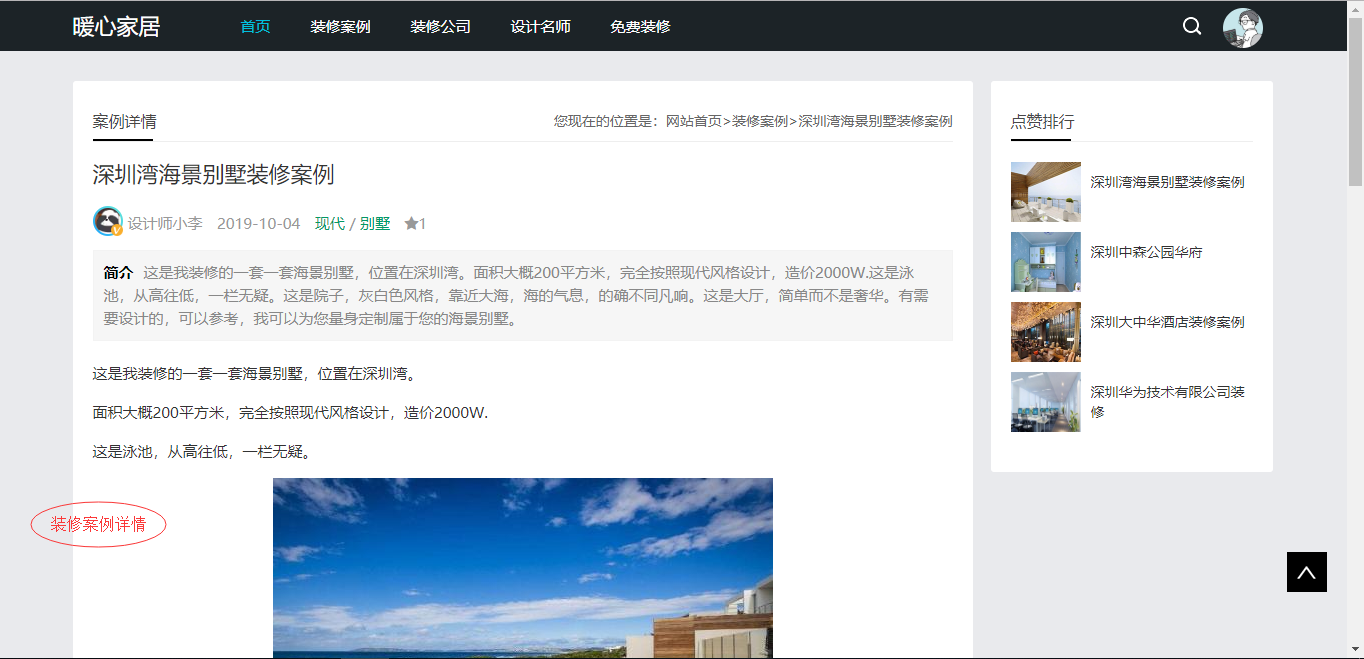 暖心家居 首页 装修案例 装修公司 设计名师 免费装修
案例详情 您现在的位置是：网站首页>装修案例>深圳湾海景别墅装修案例
深圳湾海景别墅装修案例
设计师小李 2019-10-04 现代 / 别墅 ★1
简介 这是我装修的一套一套海景别墅，位置在深圳湾。面积大概200平方米，完全按照现代风格设计，造价2000W.这是泳
池，从高往低，一栏无疑。这是院子，灰白色风格，靠近大海，海的气息，的确不同凡响。这是大厅，简单而不是奢华。有需
要设计的，可以参考，我可以为您量身定制属于您的海景别墅。
这是我装修的一套一套海景别墅，位置在深圳湾。
面积大概200平方米，完全按照现代风格设计，造价2000W.
这是泳池，从高往低，一栏无疑。
装修案例详情
点赞排行
深圳湾海景别墅装修案例
深圳中森公园华府
深圳大中华酒店装修案例
深圳华为技术有限公司装
修